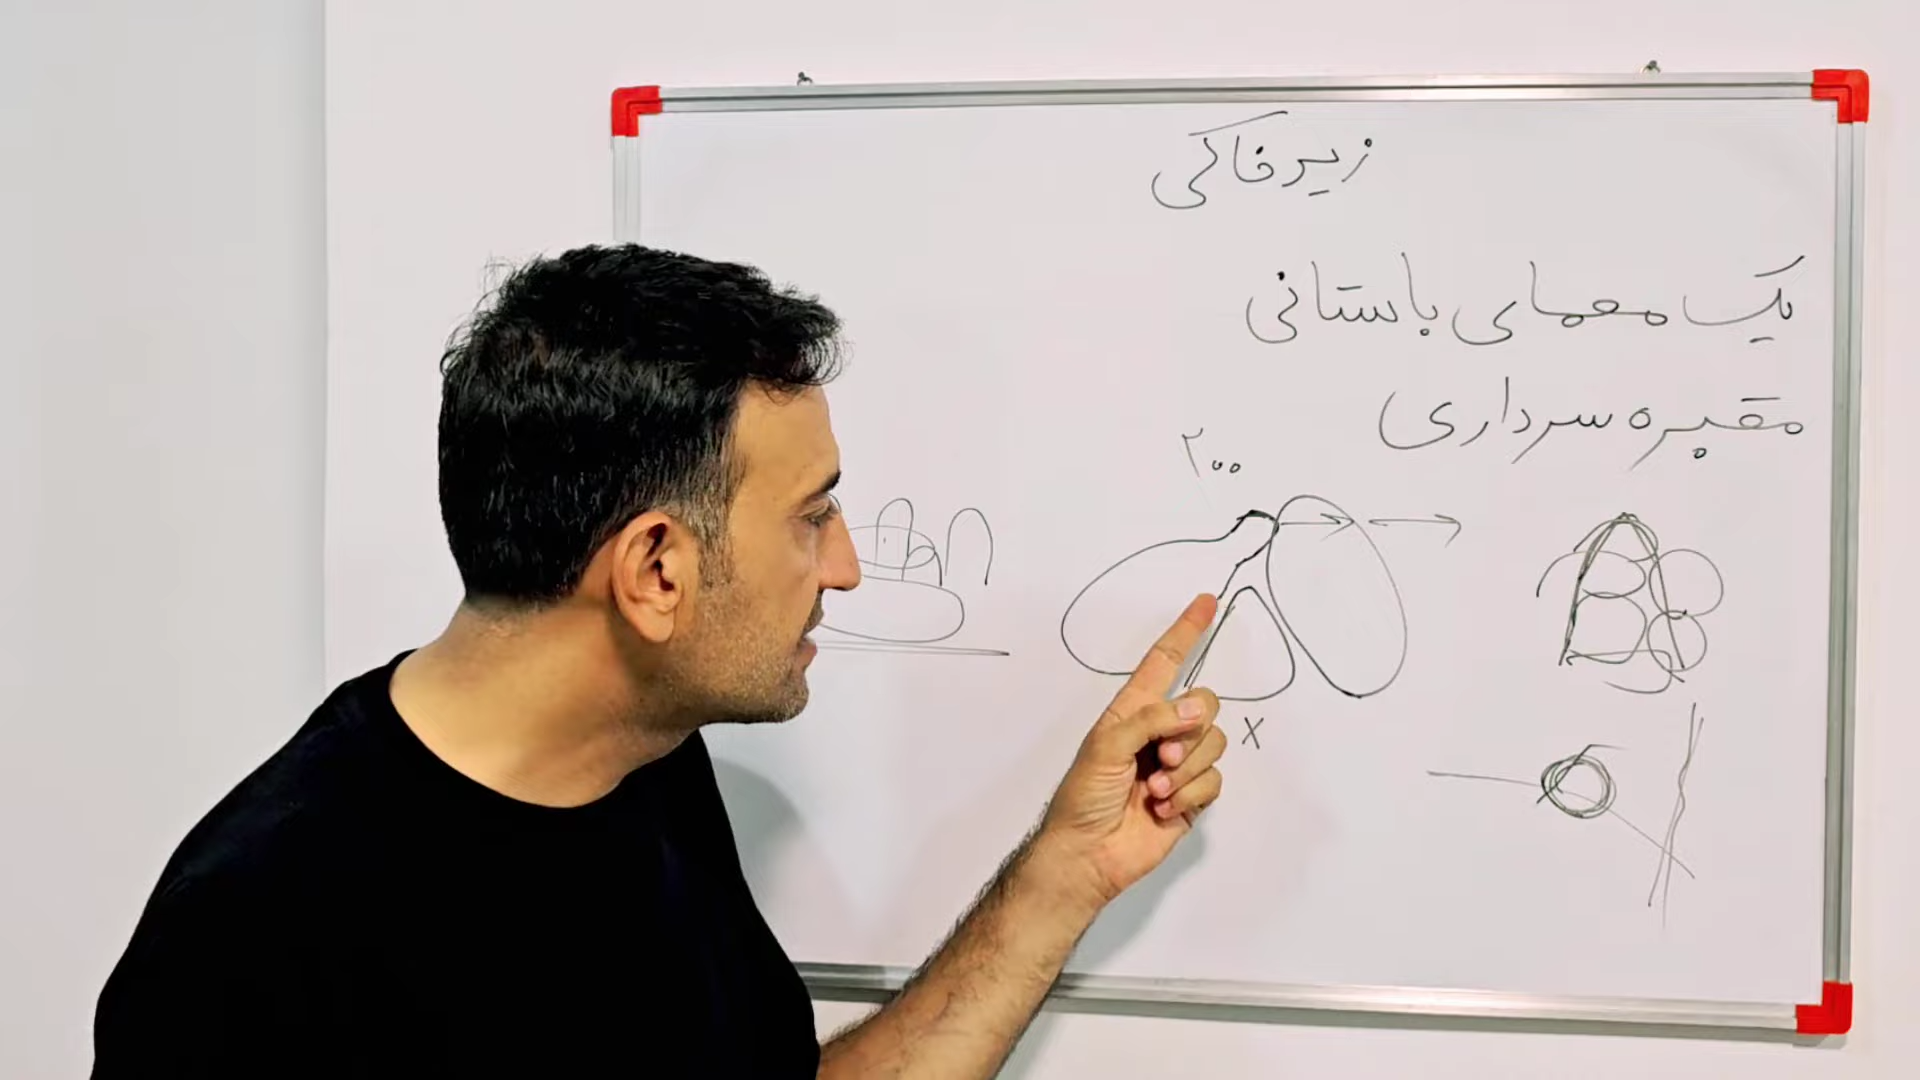 زیر خاکی
یک معمای باستانی
مقبره سرداری
۲۰۰
X